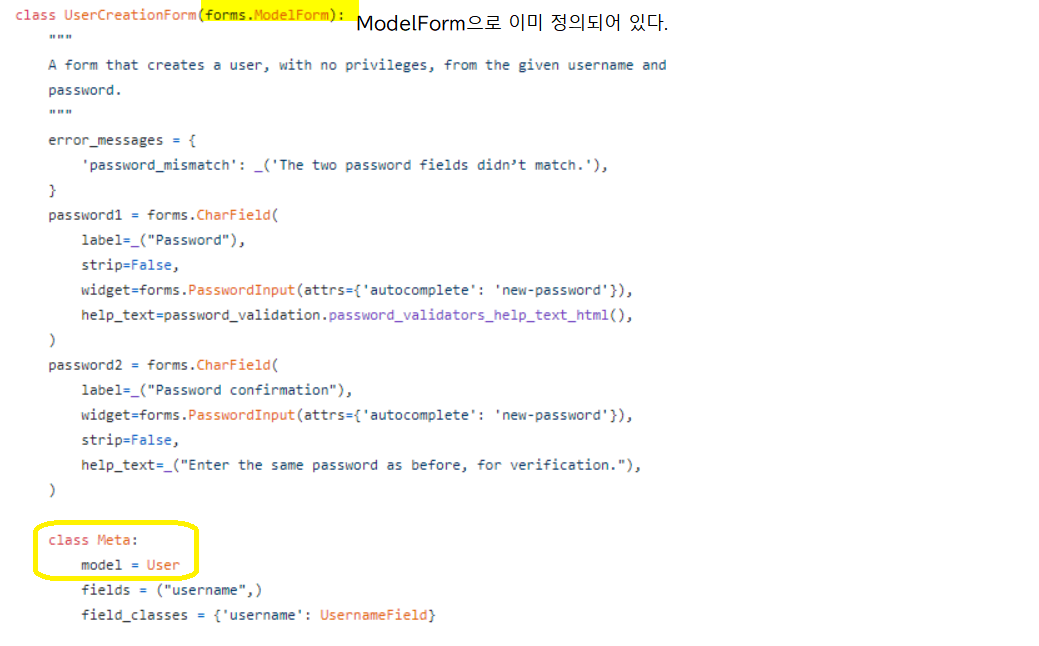 class UserCreationForm(forms.ModelForm): ModelForm으로 이미 정의되어 있다.
"""
A form that creates a user, with no privileges, from the given username and
password.
"""
error_messages = {
'password_mismatch': _('The two password fields didn’t match.'),
}
password1 = forms.CharField(
label=_("Password"),
strip=False,
widget=forms.PasswordInput(attrs={'autocomplete': 'new-password'}),
help_text=password_validation.password_validators_help_text_html(),
)
password2 = forms.CharField(
label=_("Password confirmation"),
widget=forms.PasswordInput(attrs={'autocomplete': 'new-password'}),
strip=False,
help_text=_("Enter the same password as before, for verification."),
)
class Meta:
model = User
fields = ("username",)
field_classes = {'username': UsernameField}